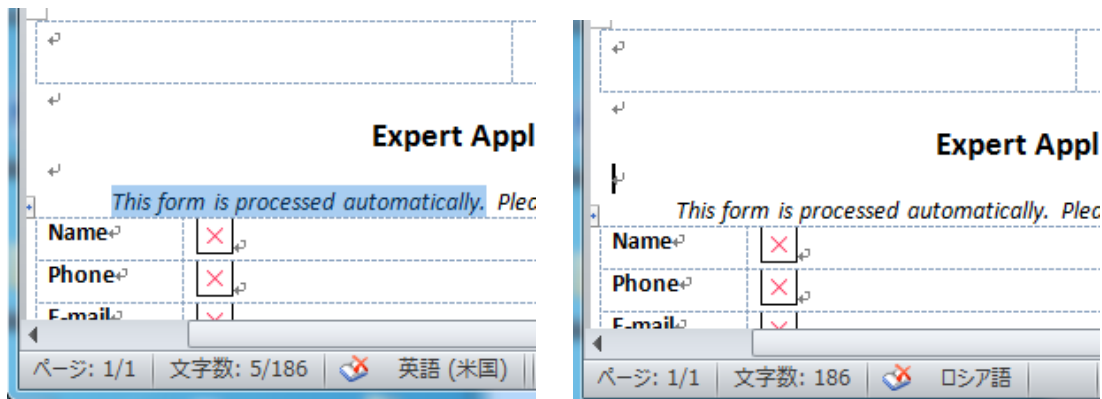 Expert Appl
This form is processed automatically. Plea
Name
Phone
E-mail
ページ: 1/1 文字数: 5/186 英語 (米国)
Expert Appl
This form is processed automatically. Plea
Name
Phone
E-mail
ページ: 1/1 文字数: 186 ロシア語